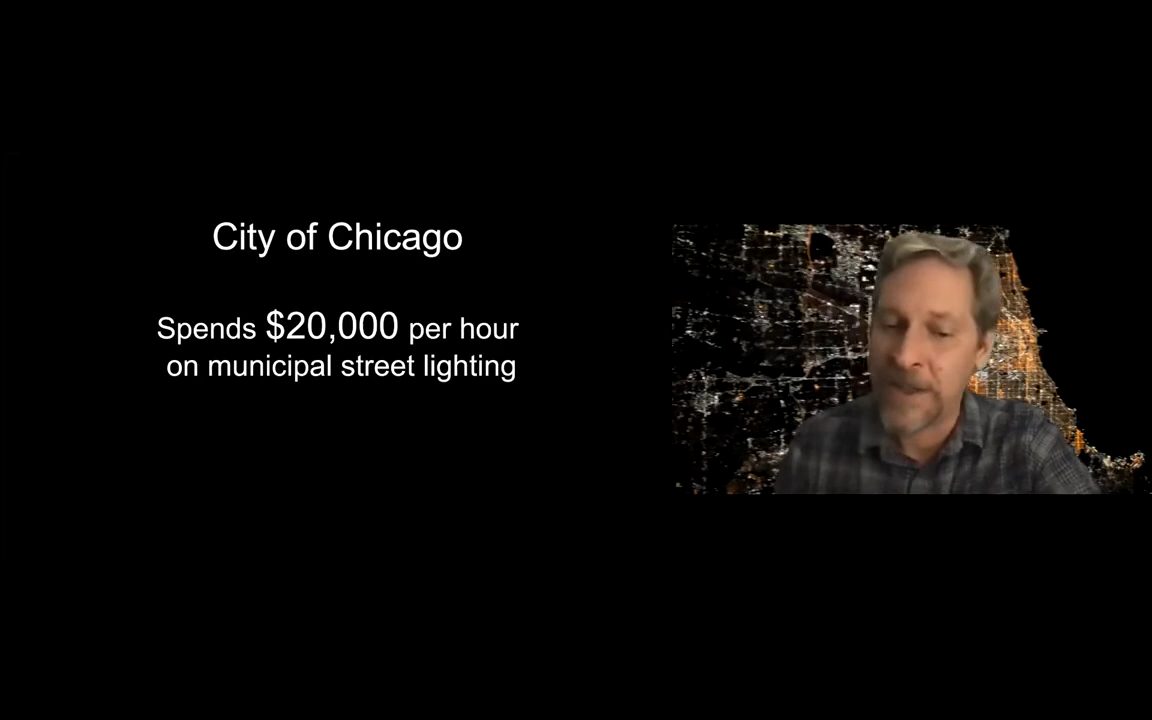 City of Chicago
Spends $20,000 per hour
on municipal street lighting